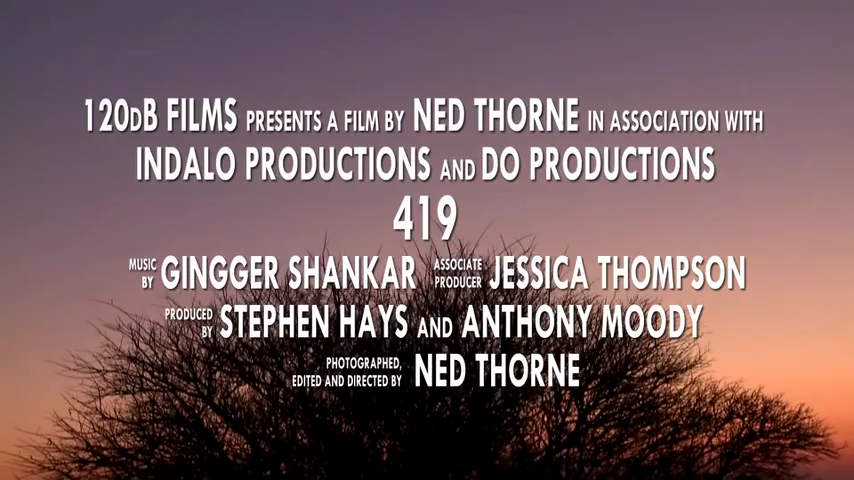 120dB FILMS PRESENTS A FILM BY NED THORNE IN ASSOCIATION WITH
INDALO PRODUCTIONS AND DO PRODUCTIONS
419
MUSIC BY GINGGER SHANKAR ASSOCIATE PRODUCER JESSICA THOMPSON
PRODUCED BY STEPHEN HAYS AND ANTHONY MOODY
PHOTOGRAPHED, EDITED AND DIRECTED BY NED THORNE